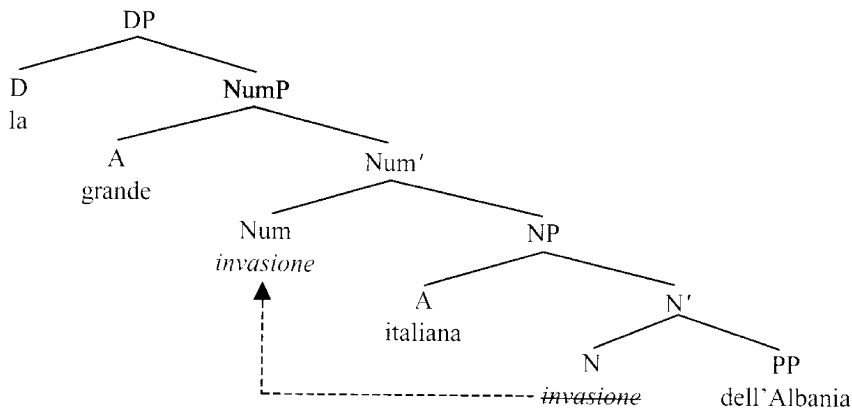 DP
D NumP
la
A Num′
grande
Num NP
invasione
A N′
italiana
N PP
invasione dell'Albania